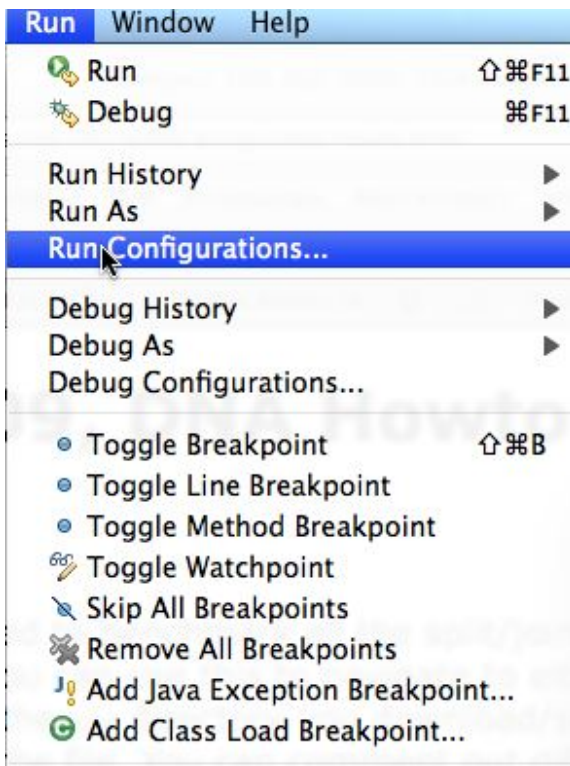 Run Window Help
Run ⇧⌘F11
Debug ⌘F11
Run History ▶
Run As ▶
Run Configurations...
Debug History ▶
Debug As ▶
Debug Configurations...
Toggle Breakpoint ⇧⌘B
Toggle Line Breakpoint
Toggle Method Breakpoint
Toggle Watchpoint
Skip All Breakpoints
Remove All Breakpoints
Add Java Exception Breakpoint...
Add Class Load Breakpoint...